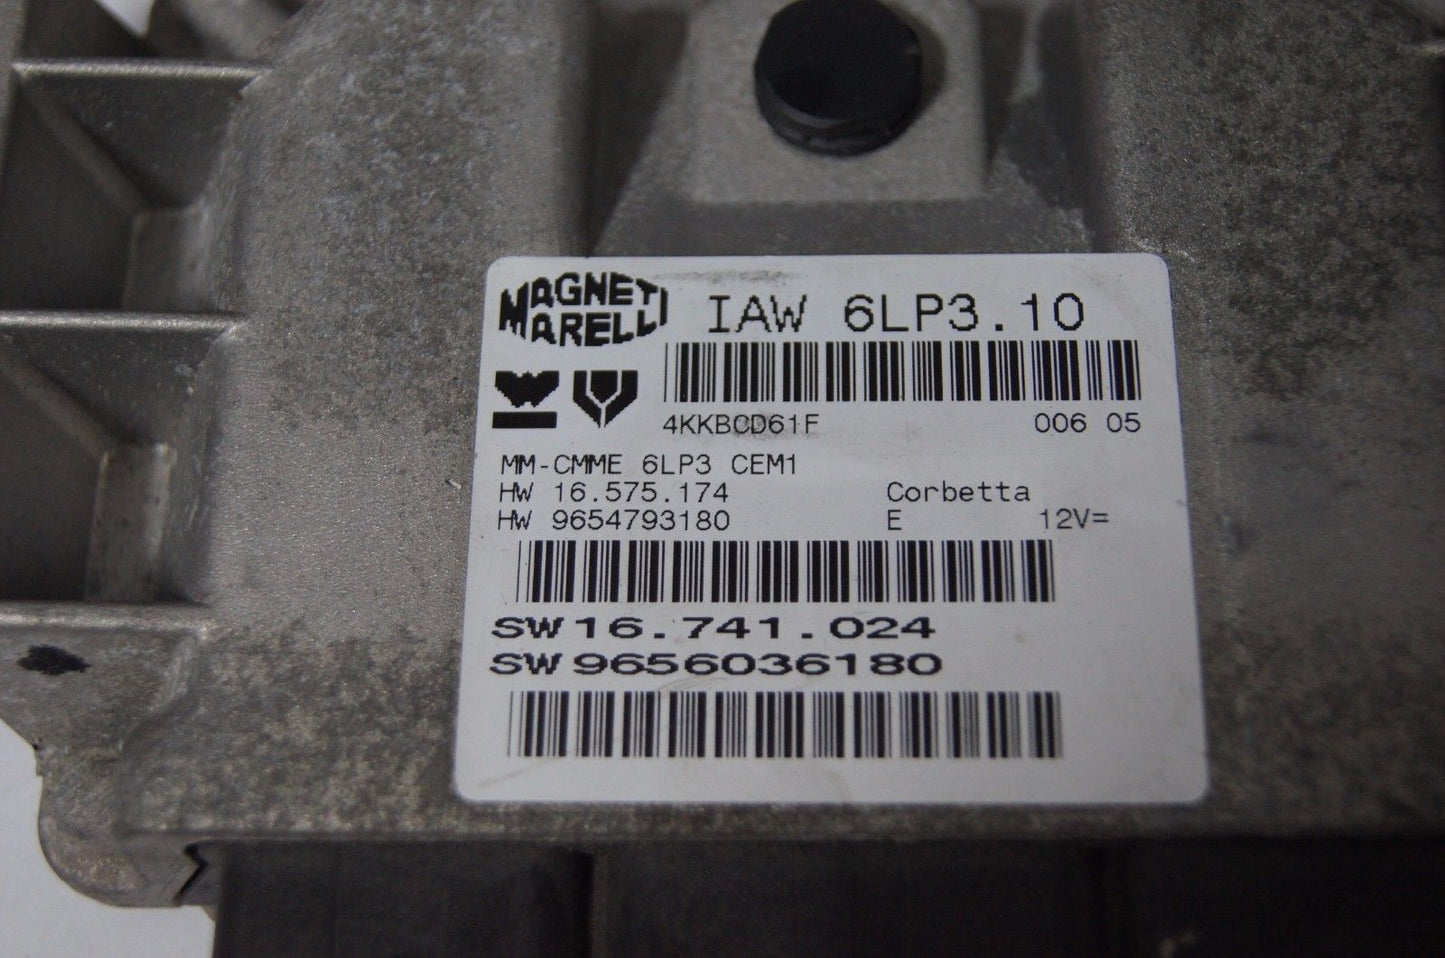 MAGNETI
MARELLI
IAW 6LP3.10
4KKBCD61F 006 05
MM-CMME 6LP3 CEM1
HW 16.575.174 Corbetta
HW 9654793180 E 12V=
SW16.741.024
SW9656036180